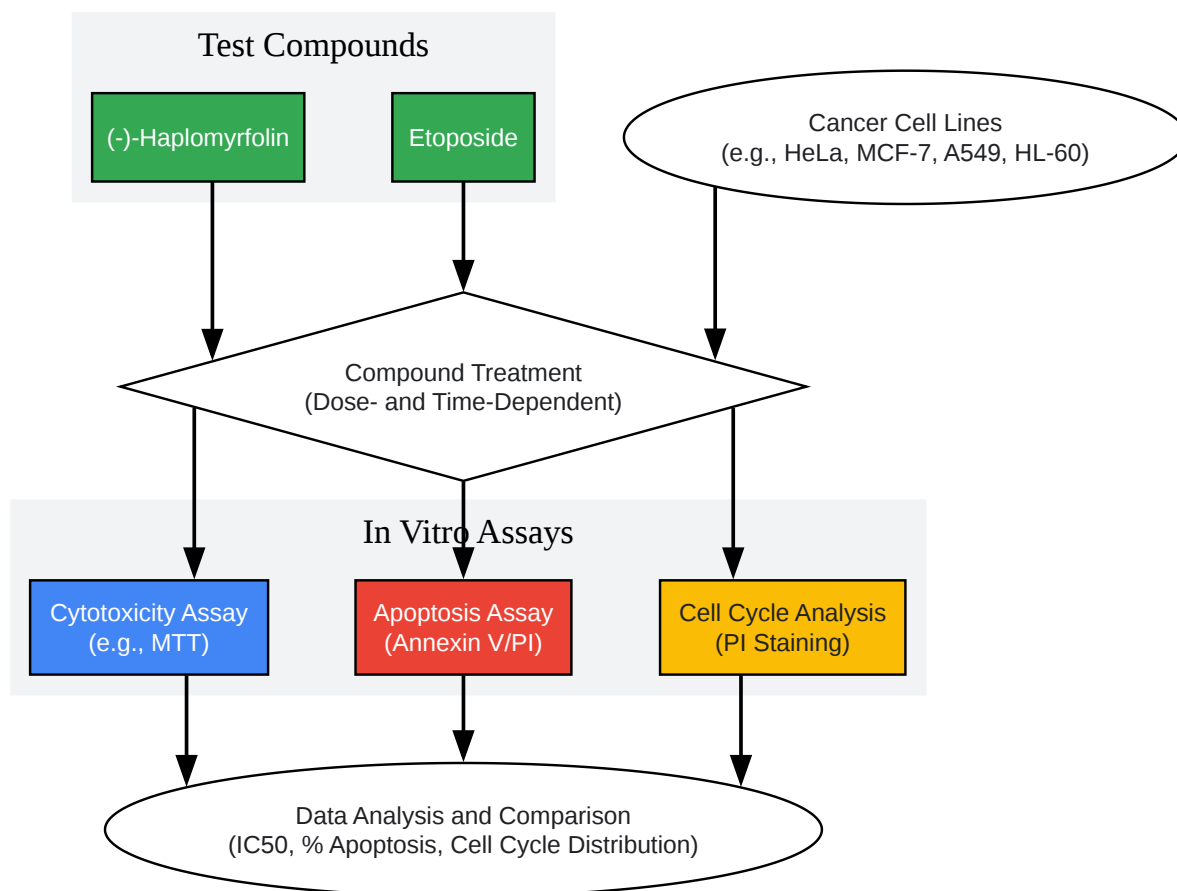 Test Compounds
(-)-Haplomyrfolin
Etoposide
Cancer Cell Lines
(e.g., HeLa, MCF-7, A549, HL-60)
Compound Treatment
(Dose- and Time-Dependent)
In Vitro Assays
Cytotoxicity Assay
(e.g., MTT)
Apoptosis Assay
(Annexin V/PI)
Cell Cycle Analysis
(PI Staining)
Data Analysis and Comparison
(IC50, % Apoptosis, Cell Cycle Distribution)